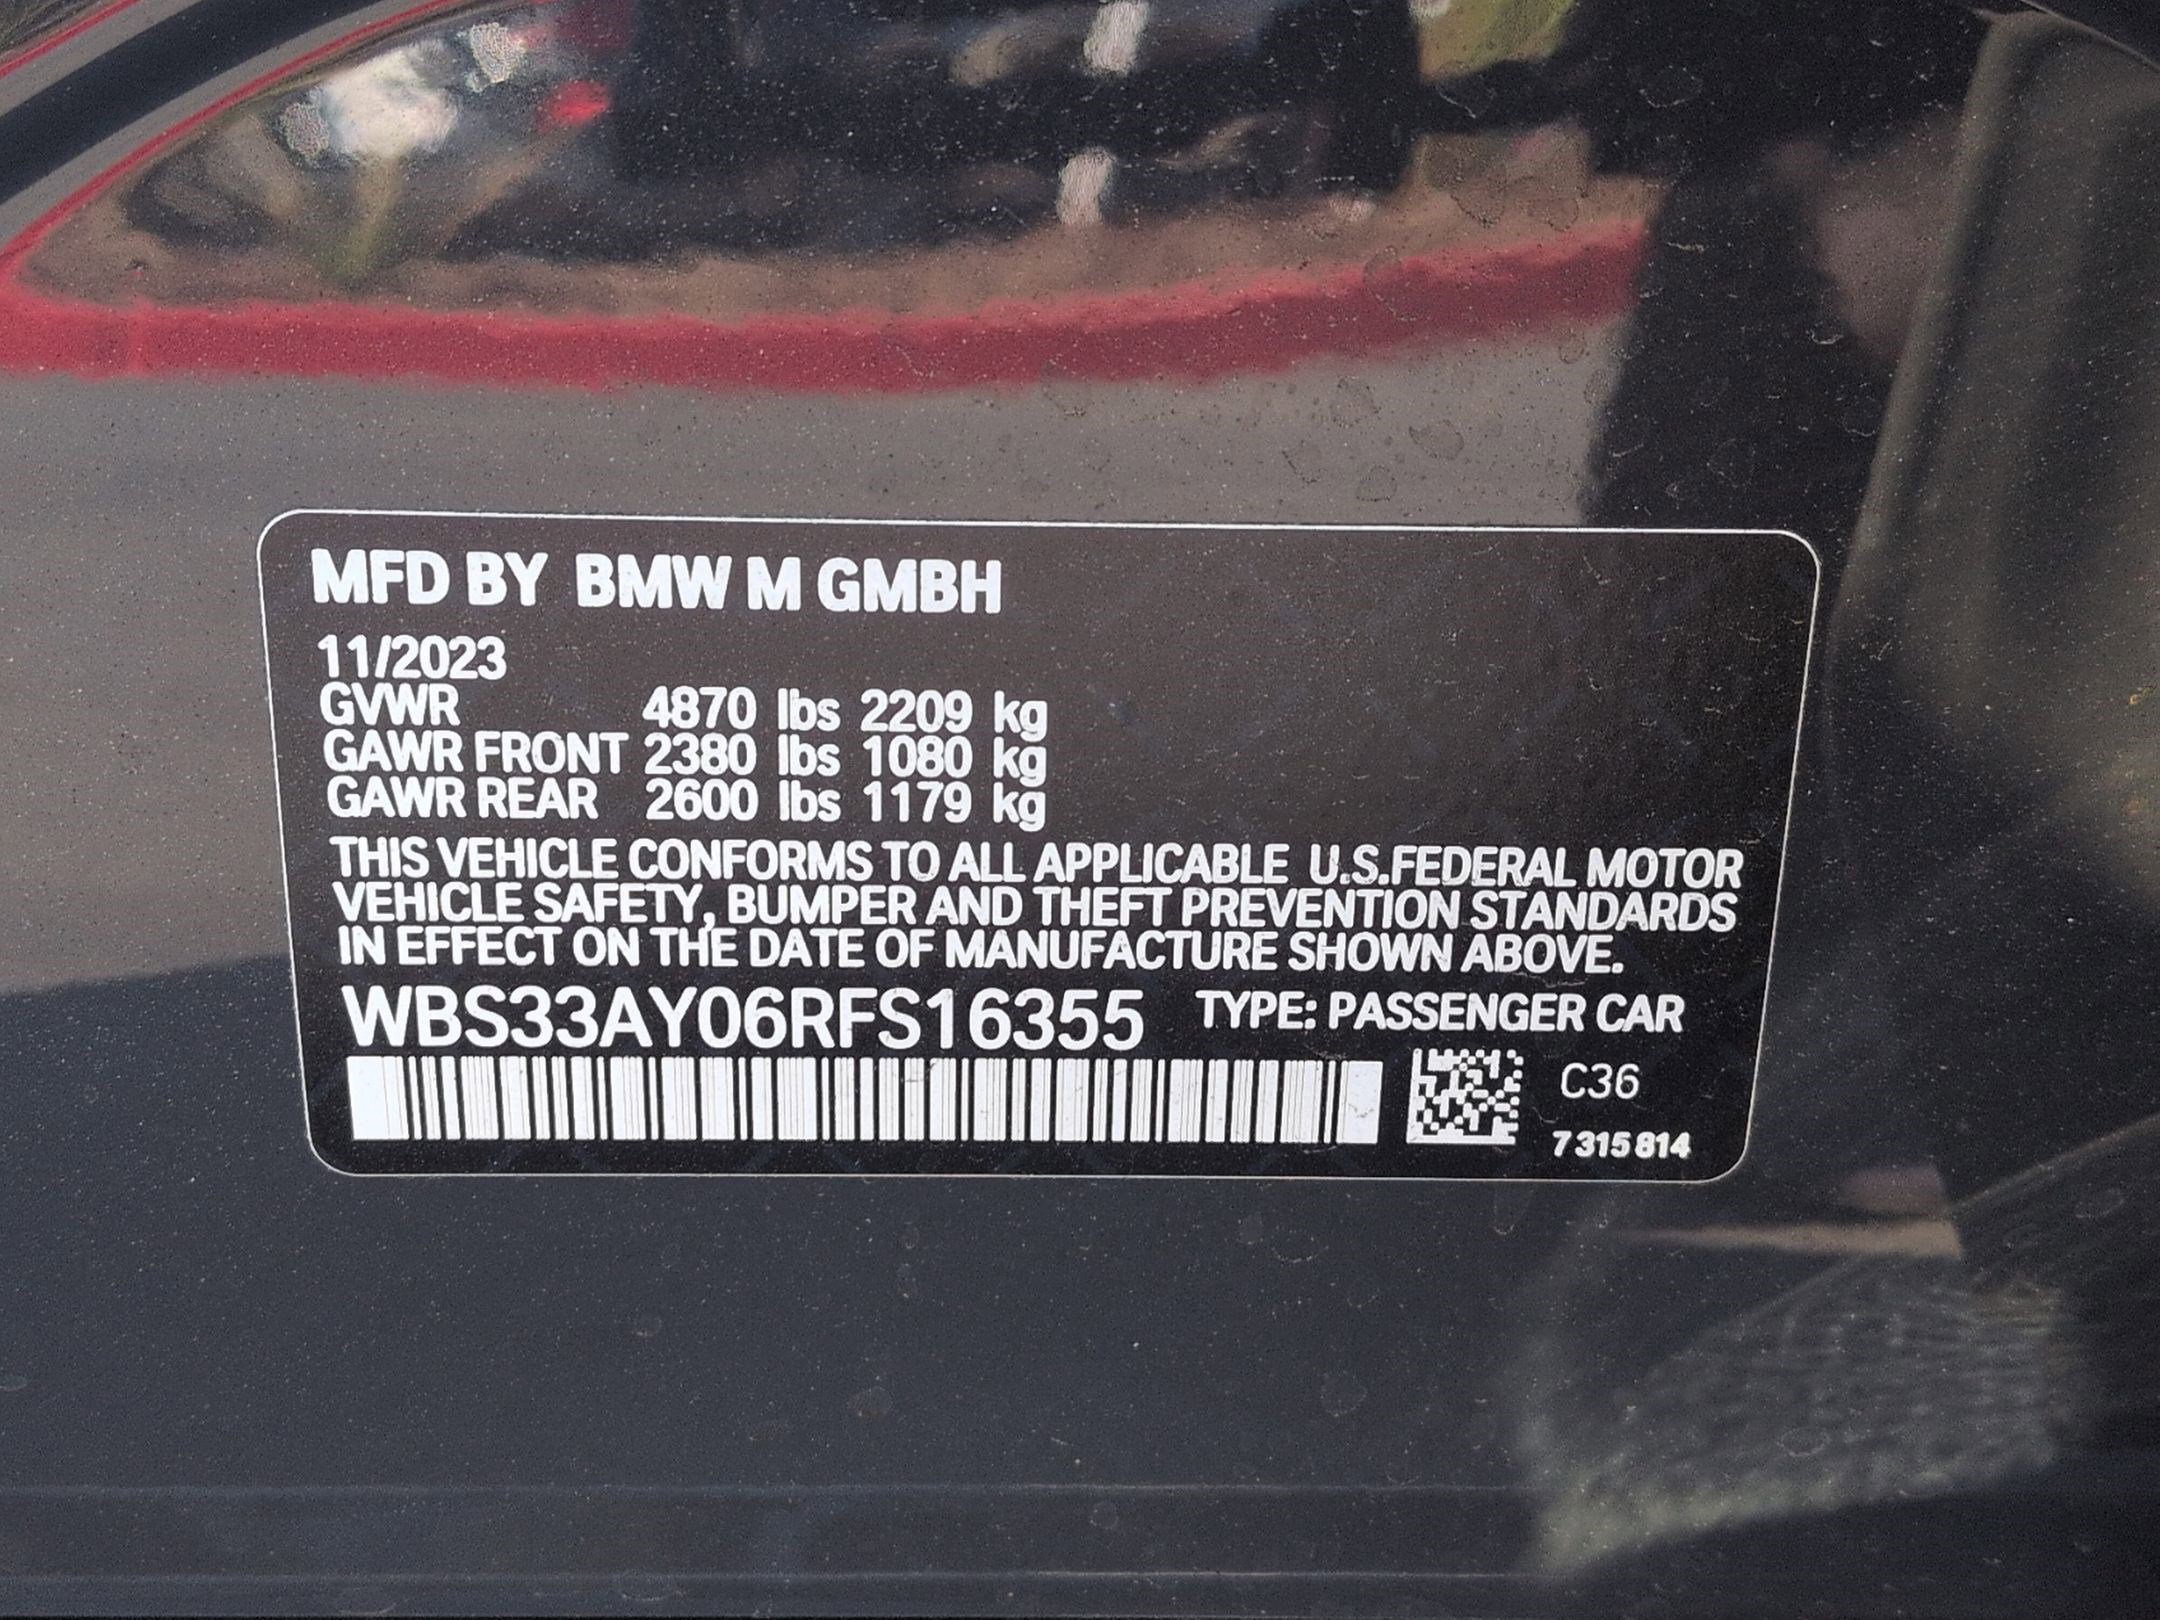 MFD BY BMW M GMBH
11/2023
GVWR 4870 lbs 2209 kg
GAWR FRONT 2380 lbs 1080 kg
GAWR REAR 2600 lbs 1179 kg
THIS VEHICLE CONFORMS TO ALL APPLICABLE U.S.FEDERAL MOTOR
VEHICLE SAFETY, BUMPER AND THEFT PREVENTION STANDARDS
IN EFFECT ON THE DATE OF MANUFACTURE SHOWN ABOVE.
WBS33AY06RFS16355 TYPE: PASSENGER CAR
C36
7315814